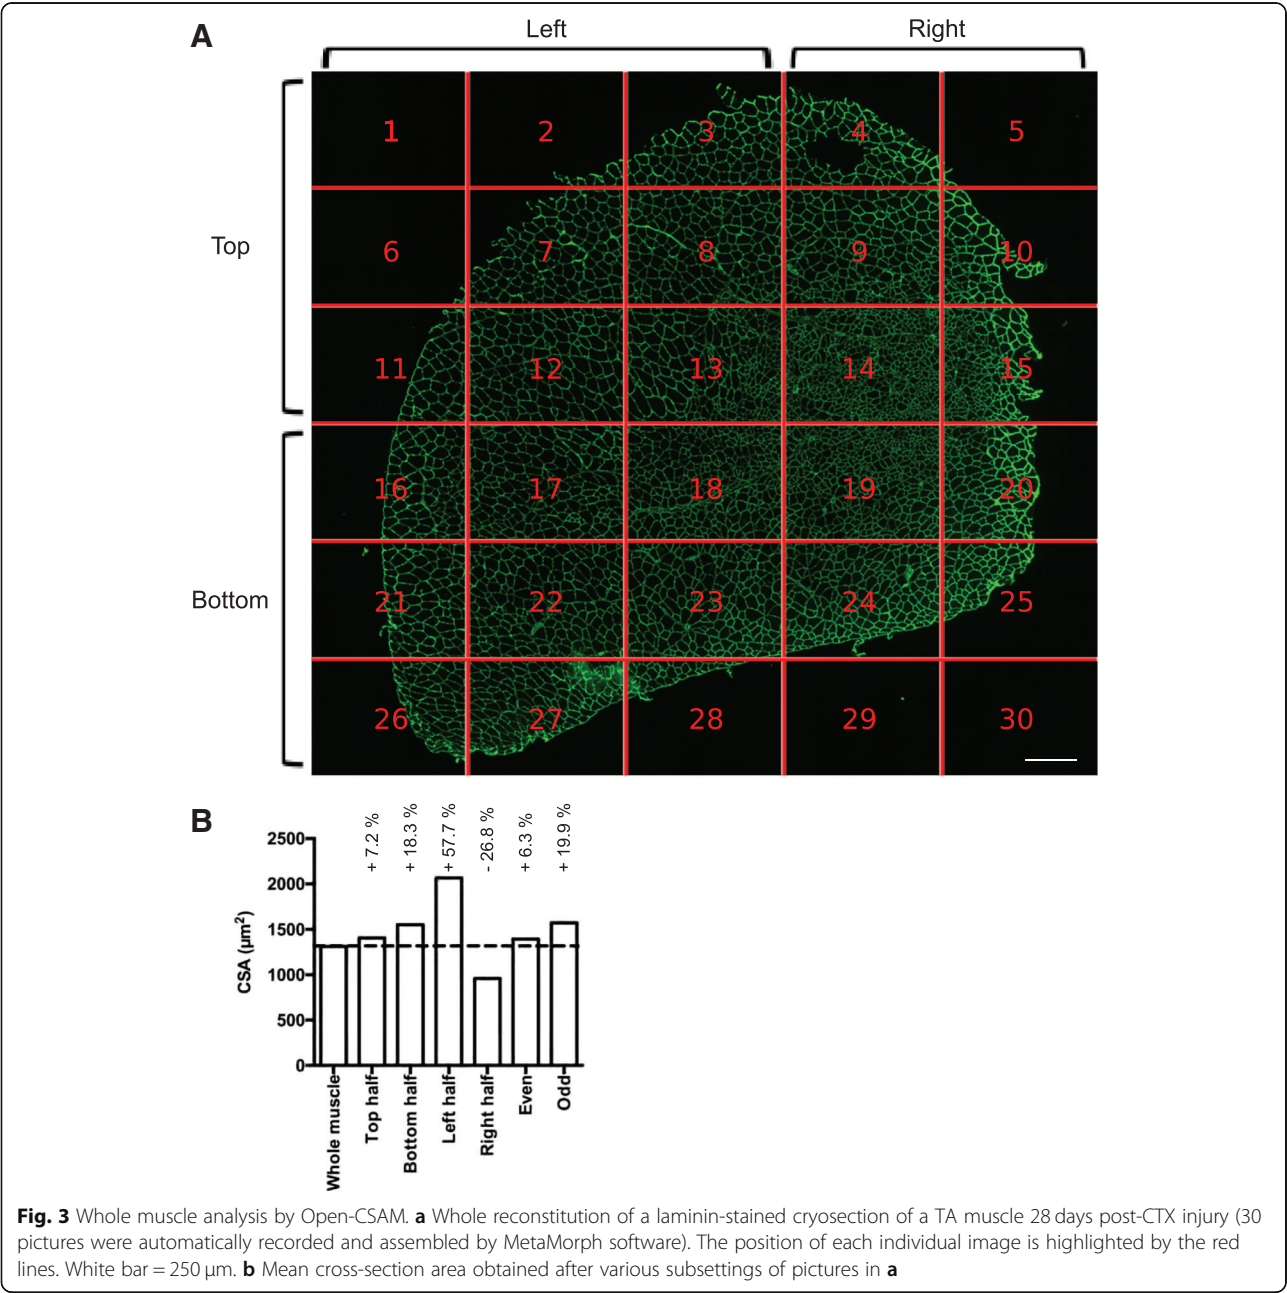 A
Left
Right
Top
Bottom
1 2 3 4 5
6 7 8 9 10
11 12 13 14 15
16 17 18 19 20
21 22 23 24 25
26 27 28 29 30
B
+ 7.2 %
+ 18.3 %
+ 57.7 %
- 26.8 %
+ 6.3 %
+ 19.9 %
CSA (µm²)
2500
2000
1500
1000
500
0
Whole muscle
Top half
Bottom half
Left half
Right half
Even
Odd
Fig. 3 Whole muscle analysis by Open-CSAM. a Whole reconstitution of a laminin-stained cryosection of a TA muscle 28 days post-CTX injury (30
pictures were automatically recorded and assembled by MetaMorph software). The position of each individual image is highlighted by the red
lines. White bar = 250 µm. b Mean cross-section area obtained after various subsettings of pictures in a